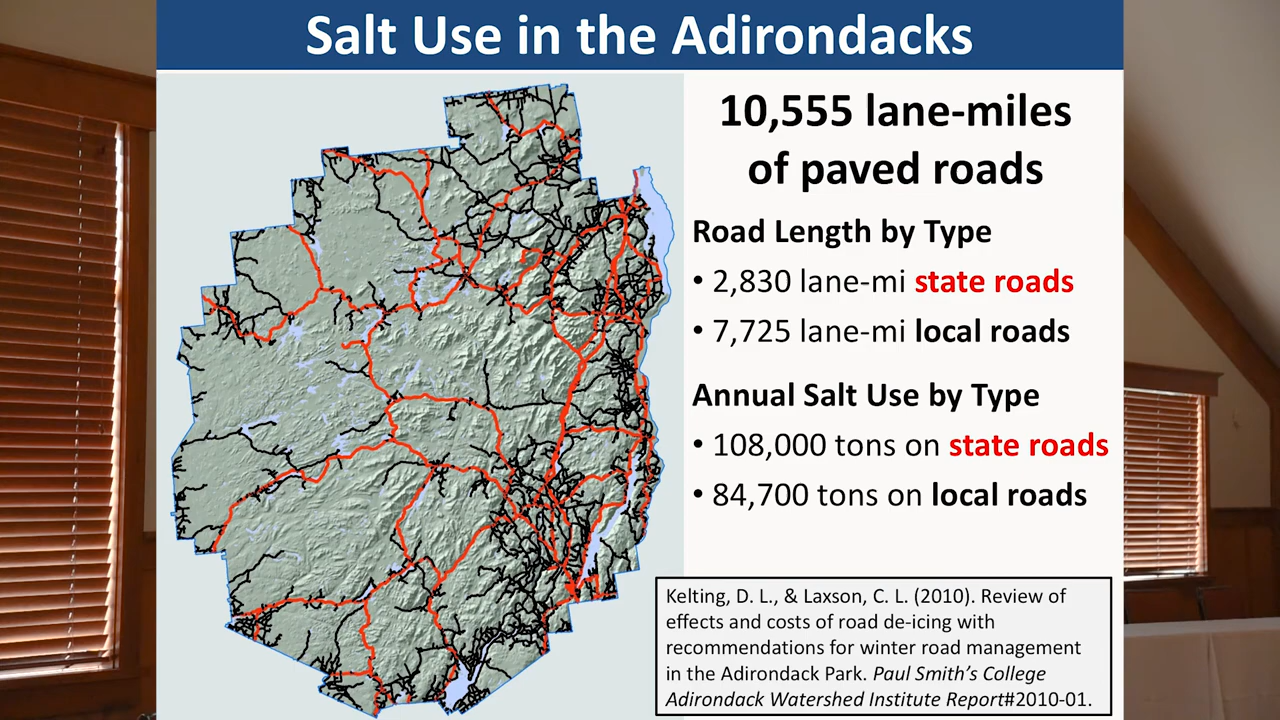 Salt Use in the Adirondacks
10,555 lane-miles
of paved roads
Road Length by Type
• 2,830 lane-mi state roads
• 7,725 lane-mi local roads
Annual Salt Use by Type
• 108,000 tons on state roads
• 84,700 tons on local roads
Kelting, D. L., & Laxson, C. L. (2010). Review of
effects and costs of road de-icing with
recommendations for winter road management
in the Adirondack Park. Paul Smith's College
Adirondack Watershed Institute Report#2010-01.